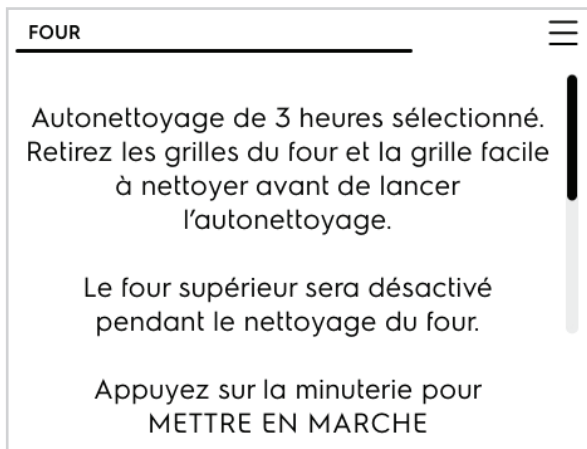 FOUR
Autonettoyage de 3 heures sélectionné.
Retirez les grilles du four et la grille facile
à nettoyer avant de lancer
l'autonettoyage.
Le four supérieur sera désactivé
pendant le nettoyage du four.
Appuyez sur la minuterie pour
METTRE EN MARCHE